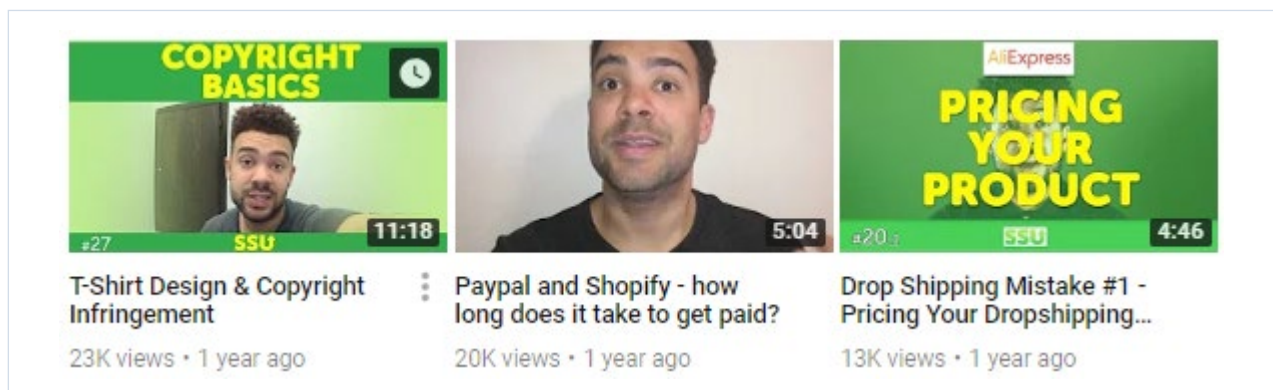 COPYRIGHT
BASICS
#27
SSU
11:18
T-Shirt Design & Copyright
Infringement
23K views • 1 year ago
5:04
Paypal and Shopify - how
long does it take to get paid?
20K views • 1 year ago
AliExpress
PRICING
YOUR
PRODUCT
#20.1
SSU
4:46
Drop Shipping Mistake #1 -
Pricing Your Dropshipping...
13K views • 1 year ago